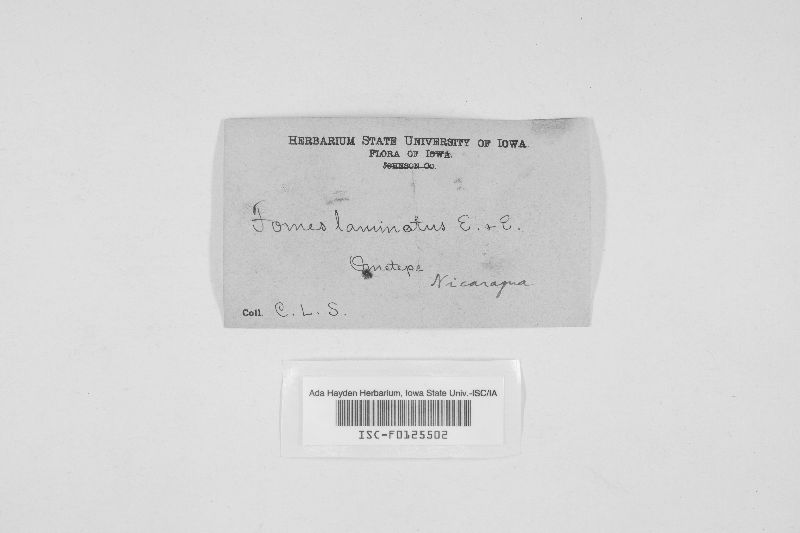 HERBARIUM STATE UNIVERSITY OF IOWA.
FLORA OF IOWA.
JOHNSON CO.
Fomes laminatus E. & E.
Ometepe
Nicaragua
Coll. C. L. S.
Ada Hayden Herbarium, Iowa State Univ.-ISC/IA
ISC-F0125502